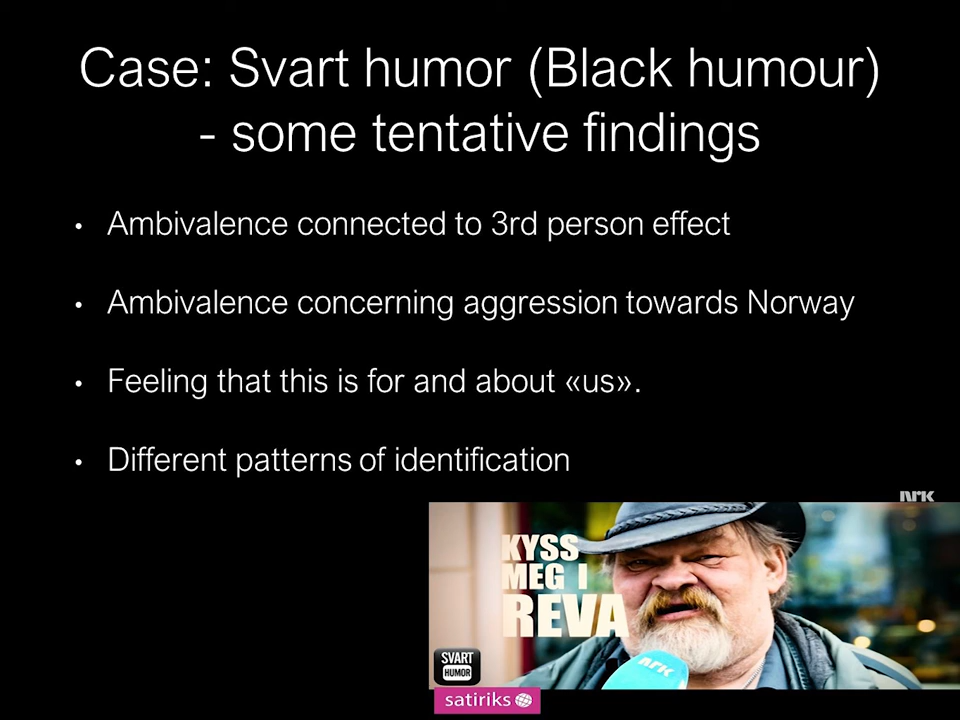 Case: Svart humor (Black humour)
- some tentative findings
• Ambivalence connected to 3rd person effect
• Ambivalence concerning aggression towards Norway
• Feeling that this is for and about «us».
• Different patterns of identification
NRK
KYSS
MEG I
REVA
NRK
SVART
HUMOR
satiriks